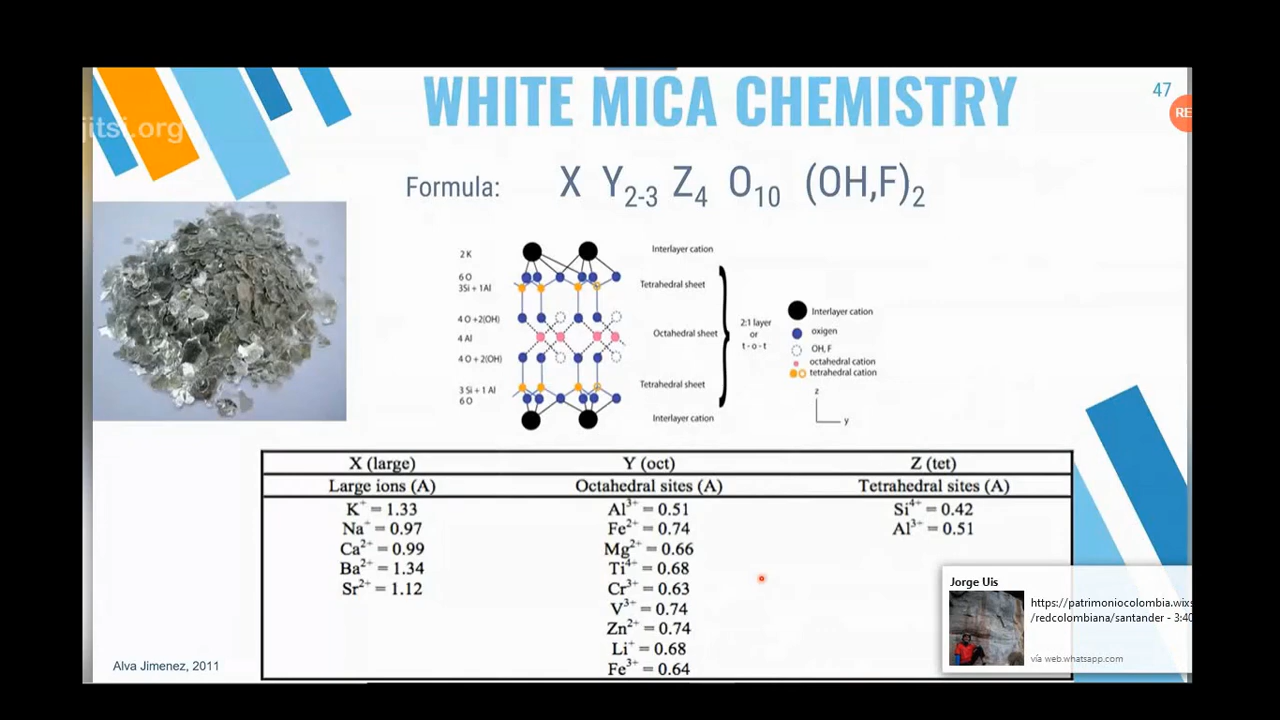 jitsi.org
WHITE MICA CHEMISTRY
47
RE
Formula: X Y2-3 Z4 O10 (OH,F)2
2 K
6 O
3Si + 1Al
4 O +2(OH)
4 Al
4 O + 2(OH)
3 Si + 1 Al
6 O
Interlayer cation
Tetrahedral sheet
Octahedral sheet
Tetrahedral sheet
Interlayer cation
2:1 layer
or
t - o - t
Interlayer cation
oxigen
OH, F
octahedral cation
tetrahedral cation
z
y
X (large) Y (oct) Z (tet)
Large ions (A) Octahedral sites (A) Tetrahedral sites (A)
K+ = 1.33 Al3+ = 0.51 Si4+ = 0.42
Na+ = 0.97 Fe2+ = 0.74 Al3+ = 0.51
Ca2+ = 0.99 Mg2+ = 0.66
Ba2+ = 1.34 Ti4+ = 0.68
Sr2+ = 1.12 Cr3+ = 0.63
V3+ = 0.74
Zn2+ = 0.74
Li+ = 0.68
Fe3+ = 0.64
Alva Jimenez, 2011
Jorge Uis
https://patrimoniocolombia.wixs
/redcolombiana/santander - 3:40
vía web.whatsapp.com